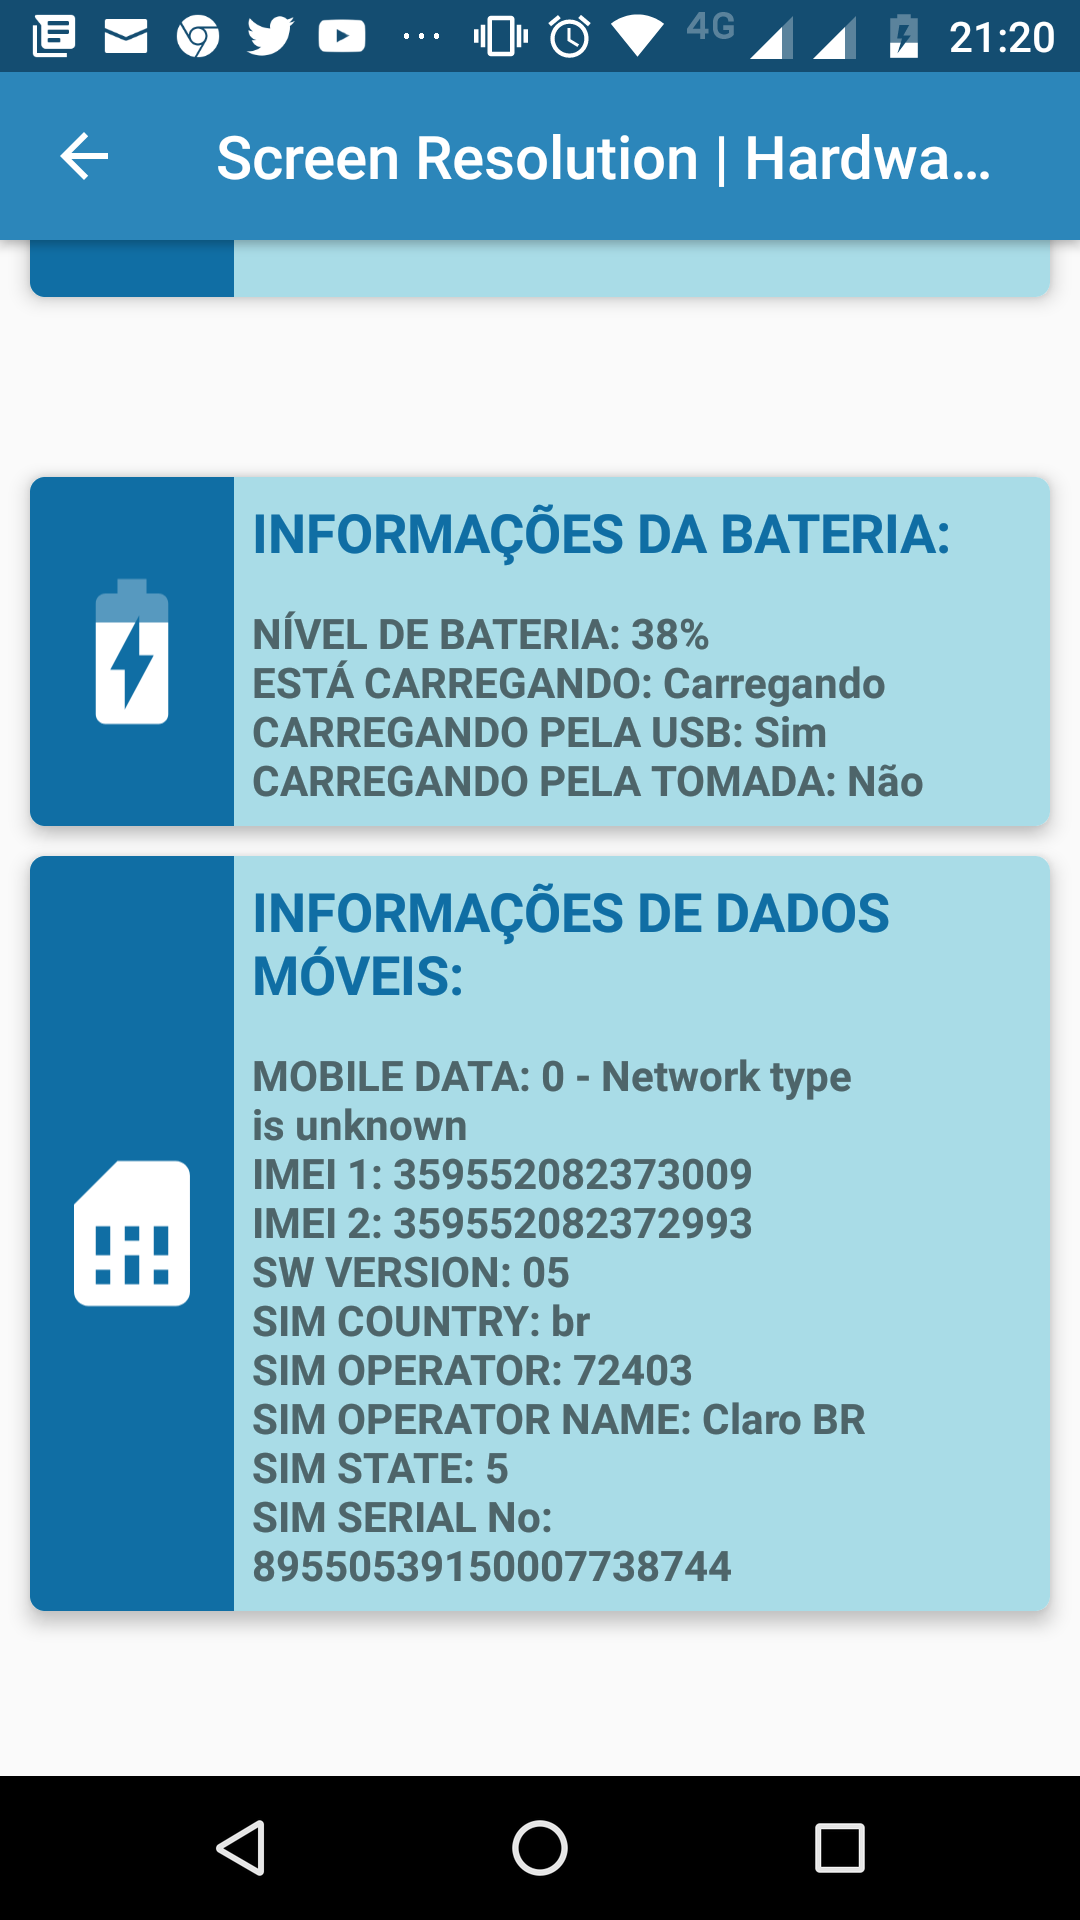 4G 21:20
Screen Resolution | Hardwa...
INFORMAÇÕES DA BATERIA:
NÍVEL DE BATERIA: 38%
ESTÁ CARREGANDO: Carregando
CARREGANDO PELA USB: Sim
CARREGANDO PELA TOMADA: Não
INFORMAÇÕES DE DADOS
MÓVEIS:
MOBILE DATA: 0 - Network type
is unknown
IMEI 1: 359552082373009
IMEI 2: 359552082372993
SW VERSION: 05
SIM COUNTRY: br
SIM OPERATOR: 72403
SIM OPERATOR NAME: Claro BR
SIM STATE: 5
SIM SERIAL No:
89550539150007738744